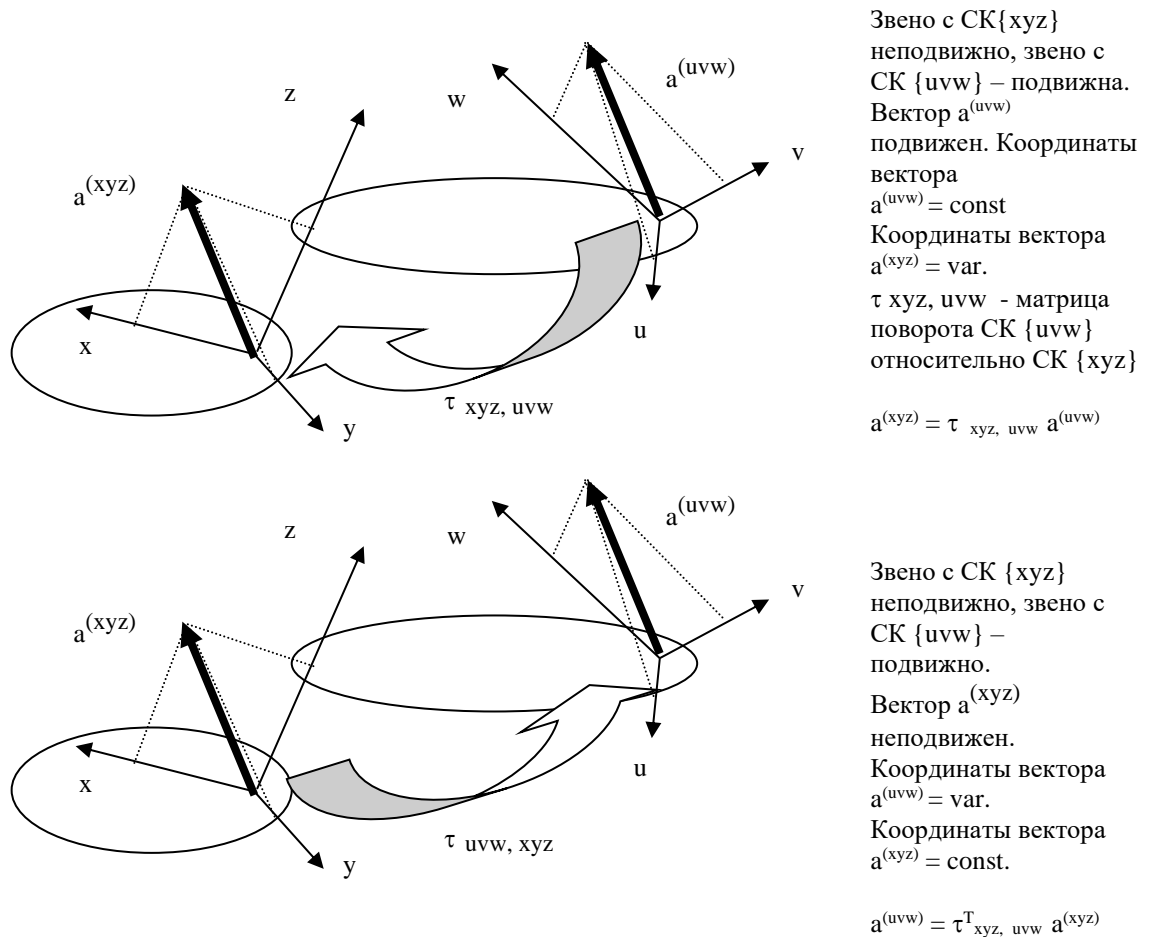 Звено с СК{xyz}
неподвижно, звено с
СК {uvw} – подвижна.
Вектор a(uvw)
подвижен. Координаты
вектора
a(uvw) = const
Координаты вектора
a(xyz) = var.
τ xyz, uvw - матрица
поворота СК {uvw}
относительно СК {xyz}
a(xyz) = τ xyz, uvw a(uvw)
a(uvw)
w
z
v
a(xyz)
u
x
τ xyz, uvw
y
Звено с СК {xyz}
неподвижно, звено с
СК {uvw} –
подвижно.
Вектор a(xyz)
неподвижен.
Координаты вектора
a(uvw) = var.
Координаты вектора
a(xyz) = const.
a(uvw) = τT xyz, uvw a(xyz)
a(uvw)
w
z
v
a(xyz)
u
x
τ uvw, xyz
y